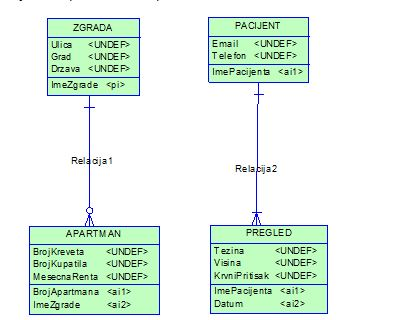 ZGRADA
Ulica <UNDEF>
Grad <UNDEF>
Drzava <UNDEF>
ImeZgrade <pi>
Relacija1
APARTMAN
BrojKreveta <UNDEF>
BrojKupatila <UNDEF>
MesecnaRenta <UNDEF>
BrojApartmana <ai1>
ImeZgrade <ai2>
PACIJENT
Email <UNDEF>
Telefon <UNDEF>
ImePacijenta <ai1>
Relacija2
PREGLED
Tezina <UNDEF>
Visina <UNDEF>
KrvniPritisak <UNDEF>
ImePacijenta <ai1>
Datum <ai2>